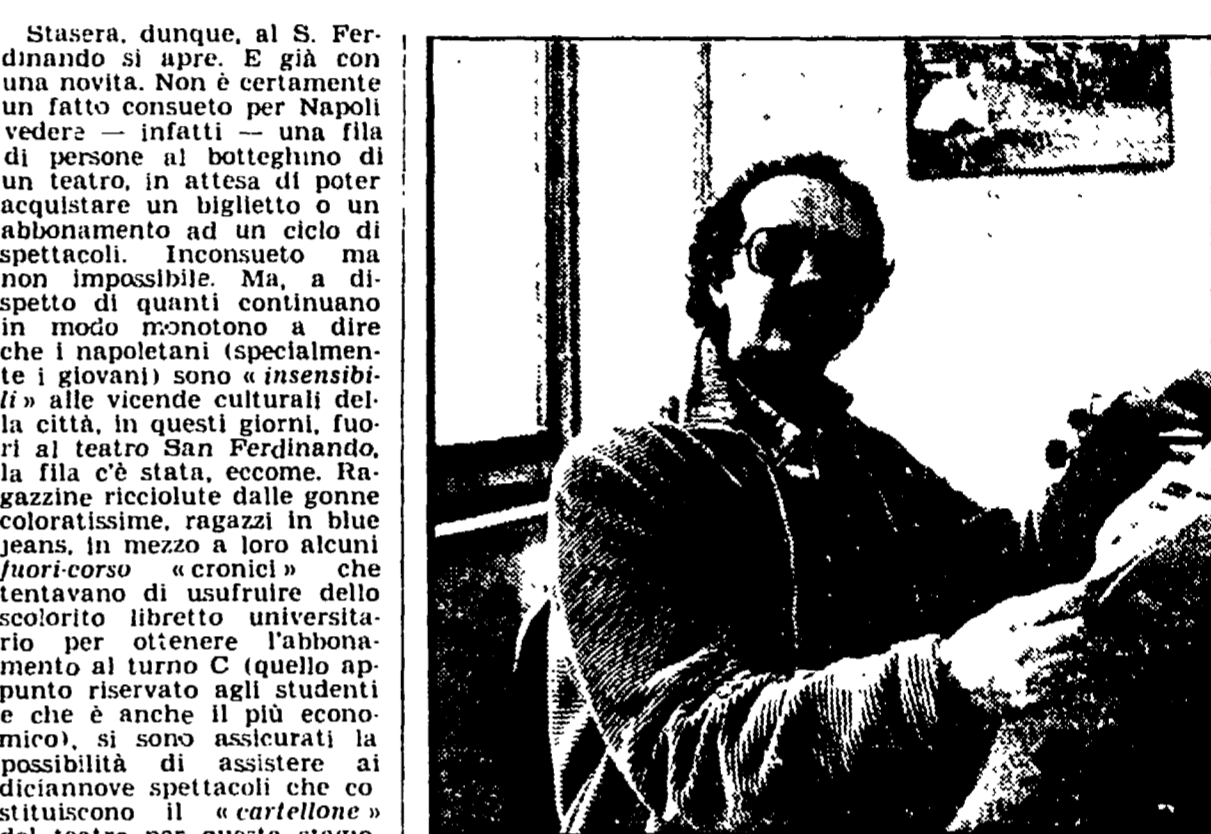 Stasera, dunque, al S. Fer-
dinando si apre. E già con
una novita. Non è certamente
un fatto consueto per Napoli
vedere — infatti — una fila
di persone al botteghino di
un teatro, in attesa di poter
acquistare un biglietto o un
abbonamento ad un ciclo di
spettacoli. Inconsueto ma
non impossibile. Ma, a di-
spetto di quanti continuano
in modo monotono a dire
che i napoletani (specialmen-
te i giovani) sono « insensibi-
li » alle vicende culturali del-
la città, in questi giorni, fuo-
ri al teatro San Ferdinando,
la fila c'è stata, eccome. Ra-
gazzine ricciolute dalle gonne
coloratissime, ragazzi in blue
jeans, in mezzo a loro alcuni
fuori-corso « cronici » che
tentavano di usufruire dello
scolorito libretto universita-
rio per ottenere l'abbona-
mento al turno C (quello ap-
punto riservato agli studenti
e che è anche il più econo-
mico), si sono assicurati la
possibilità di assistere ai
diciannove spettacoli che co
stituiscono il « cartellone »
del teatro per questa